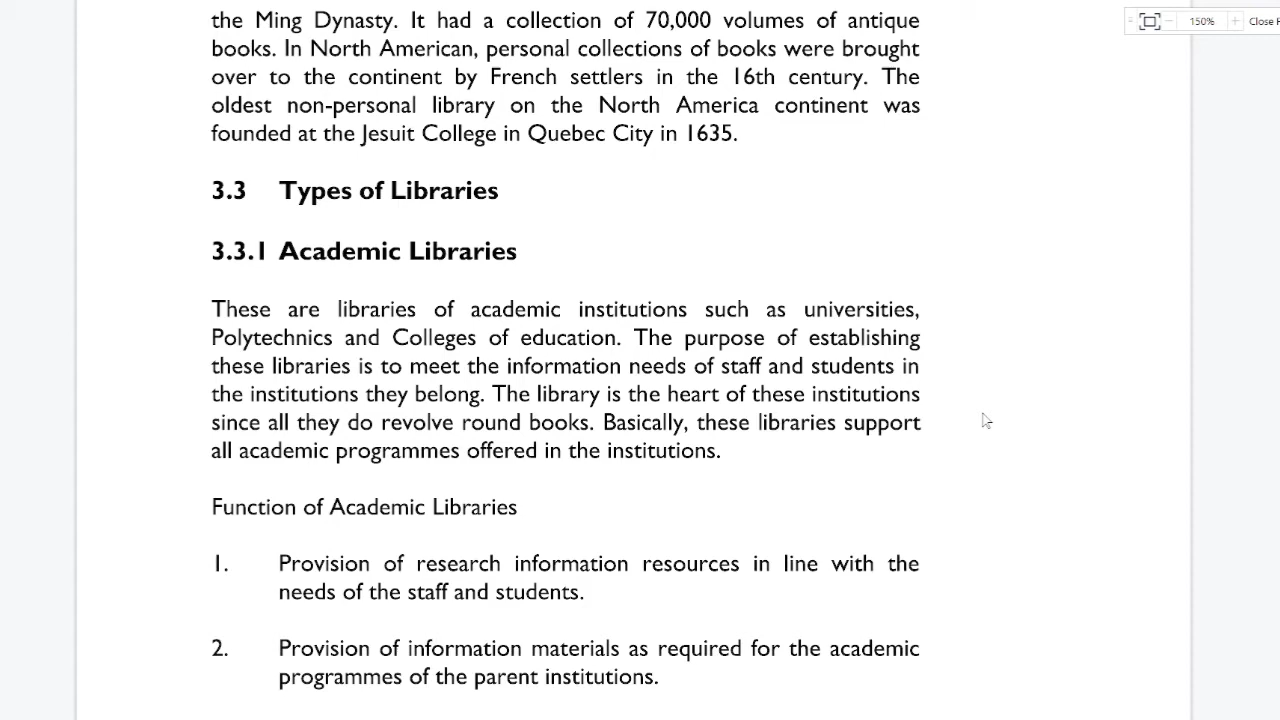 the Ming Dynasty. It had a collection of 70,000 volumes of antique
books. In North American, personal collections of books were brought
over to the continent by French settlers in the 16th century. The
oldest non-personal library on the North America continent was
founded at the Jesuit College in Quebec City in 1635.
3.3 Types of Libraries
3.3.1 Academic Libraries
These are libraries of academic institutions such as universities,
Polytechnics and Colleges of education. The purpose of establishing
these libraries is to meet the information needs of staff and students in
the institutions they belong. The library is the heart of these institutions
since all they do revolve round books. Basically, these libraries support
all academic programmes offered in the institutions.
Function of Academic Libraries
1. Provision of research information resources in line with the
needs of the staff and students.
2. Provision of information materials as required for the academic
programmes of the parent institutions.
150%
Close